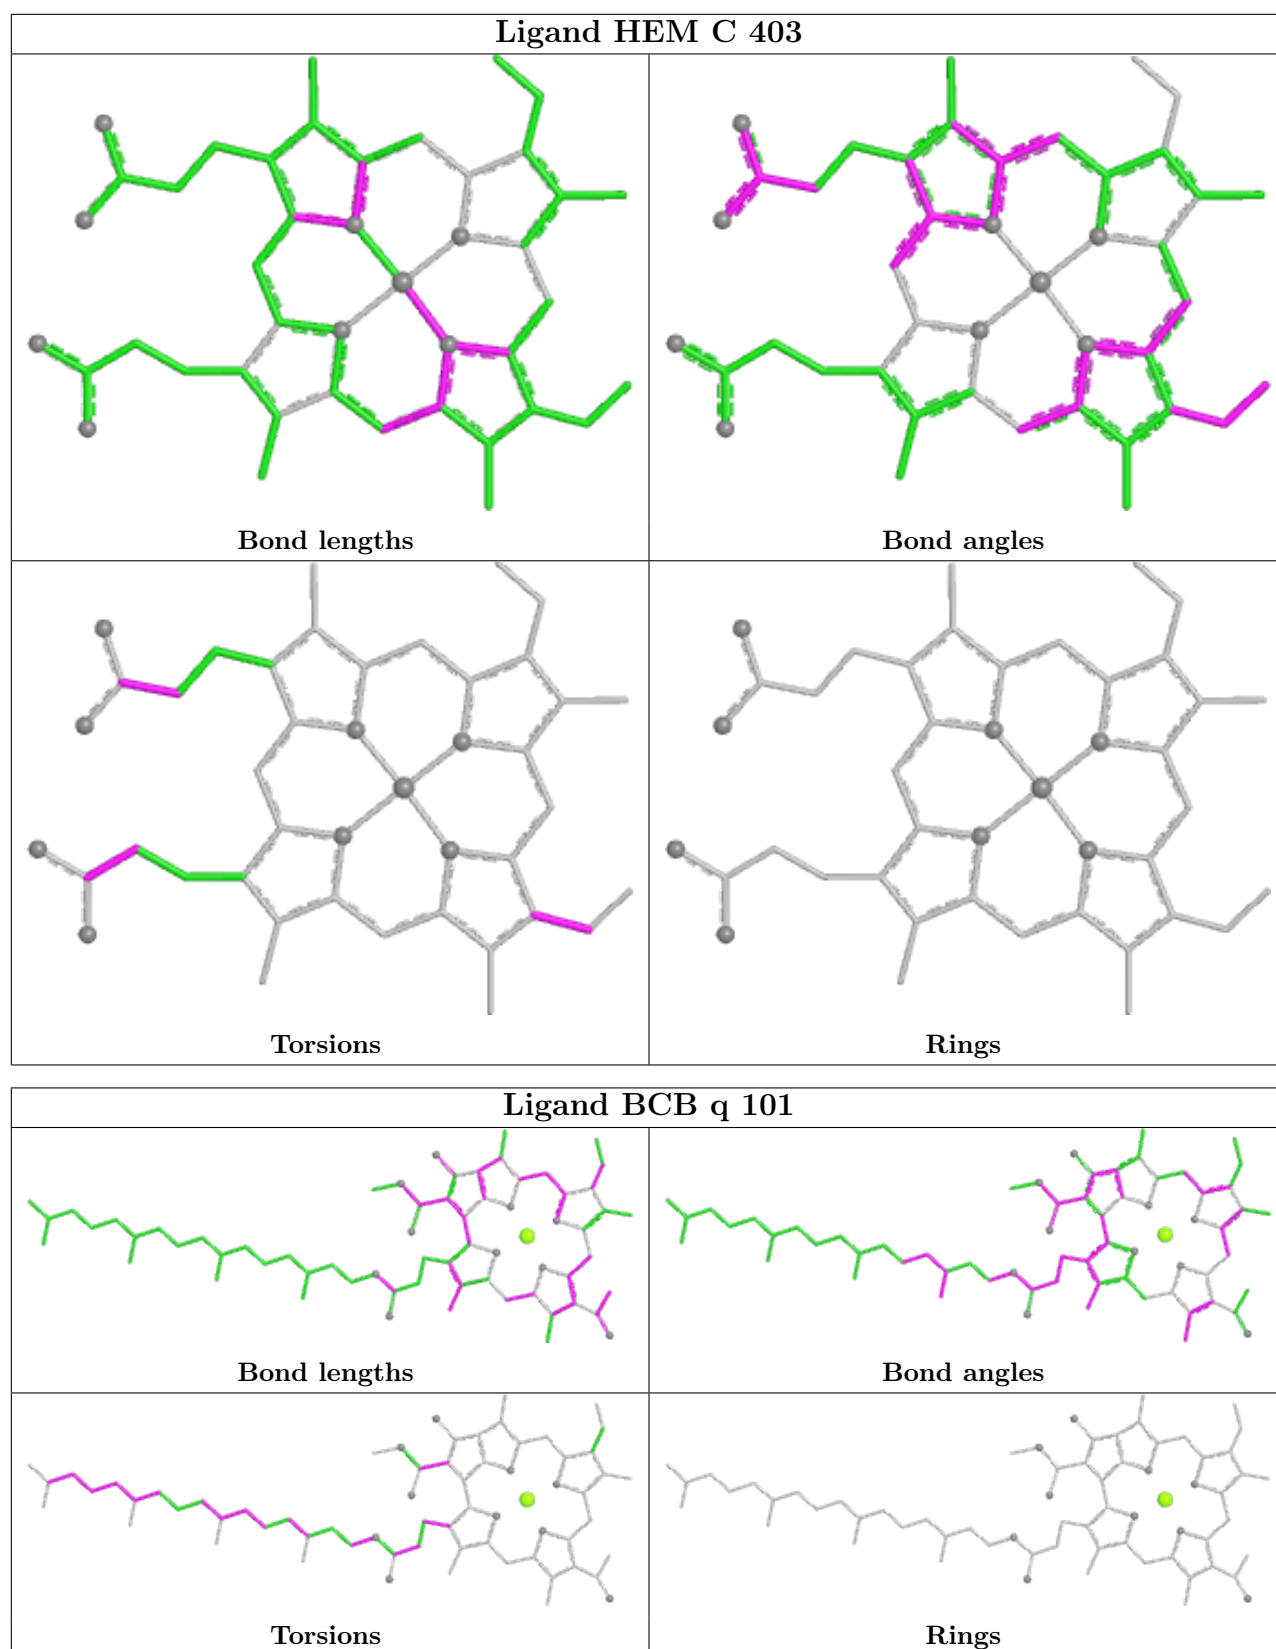 Ligand HEM C 403
Bond lengths
Bond angles
Torsions
Rings
Ligand BCB q 101
Bond lengths
Bond angles
Torsions
Rings